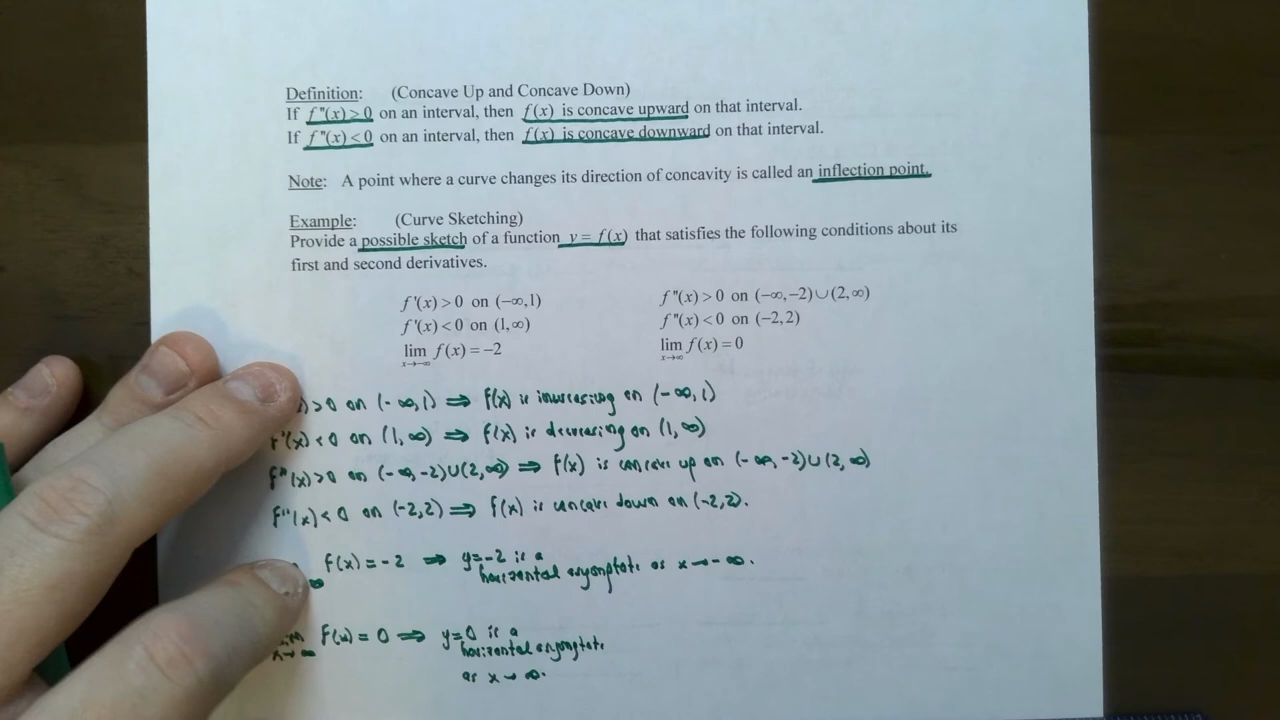 Definition: (Concave Up and Concave Down)
If f''(x) > 0 on an interval, then f(x) is concave upward on that interval.
If f''(x) < 0 on an interval, then f(x) is concave downward on that interval.
Note: A point where a curve changes its direction of concavity is called an inflection point.
Example: (Curve Sketching)
Provide a possible sketch of a function y = f(x) that satisfies the following conditions about its
first and second derivatives.
f'(x) > 0 on (−∞,1) f''(x) > 0 on (−∞,−2)∪(2,∞)
f'(x) < 0 on (1,∞) f''(x) < 0 on (−2,2)
lim f(x) = −2 lim f(x) = 0
x→−∞ x→∞
) > 0 on (-∞,1) ⟹ f(x) is increasing on (-∞,1)
f'(x) < 0 on (1,∞) ⟹ f(x) is decreasing on (1,∞)
f''(x) > 0 on (-∞,-2)∪(2,∞) ⟹ f(x) is concave up on (-∞,-2)∪(2,∞)
f''(x) < 0 on (-2,2) ⟹ f(x) is concave down on (-2,2).
f(x) = -2 ⟹ y=-2 is a
∞ horizontal asymptote as x→-∞.
lim f(x) = 0 ⟹ y=0 is a
x→∞ horizontal asymptote
as x→∞.